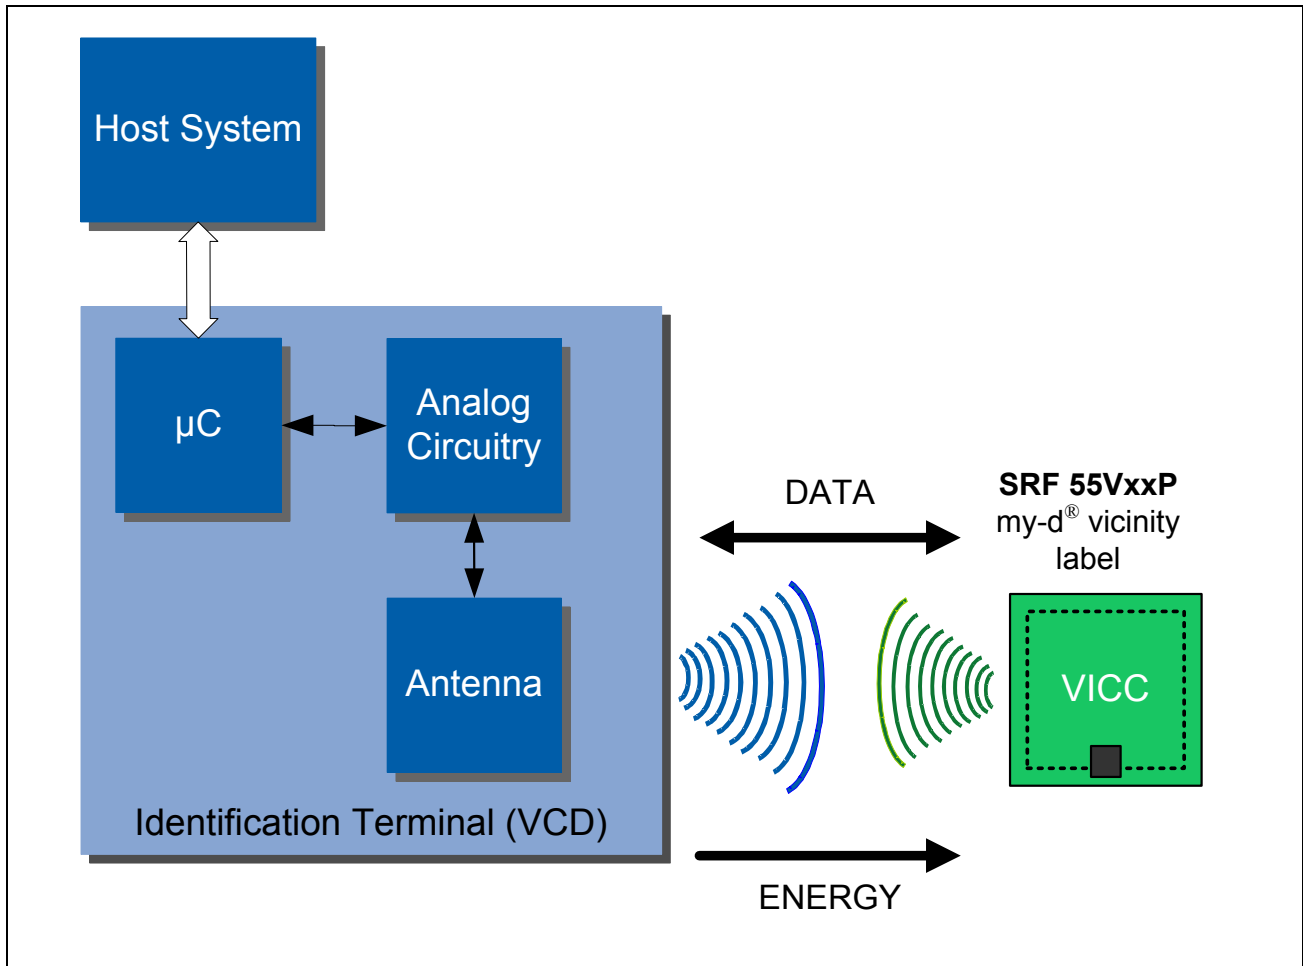 Host System
µC
Analog
Circuitry
Antenna
Identification Terminal (VCD)
DATA
ENERGY
SRF 55VxxP
my-d® vicinity
label
VICC